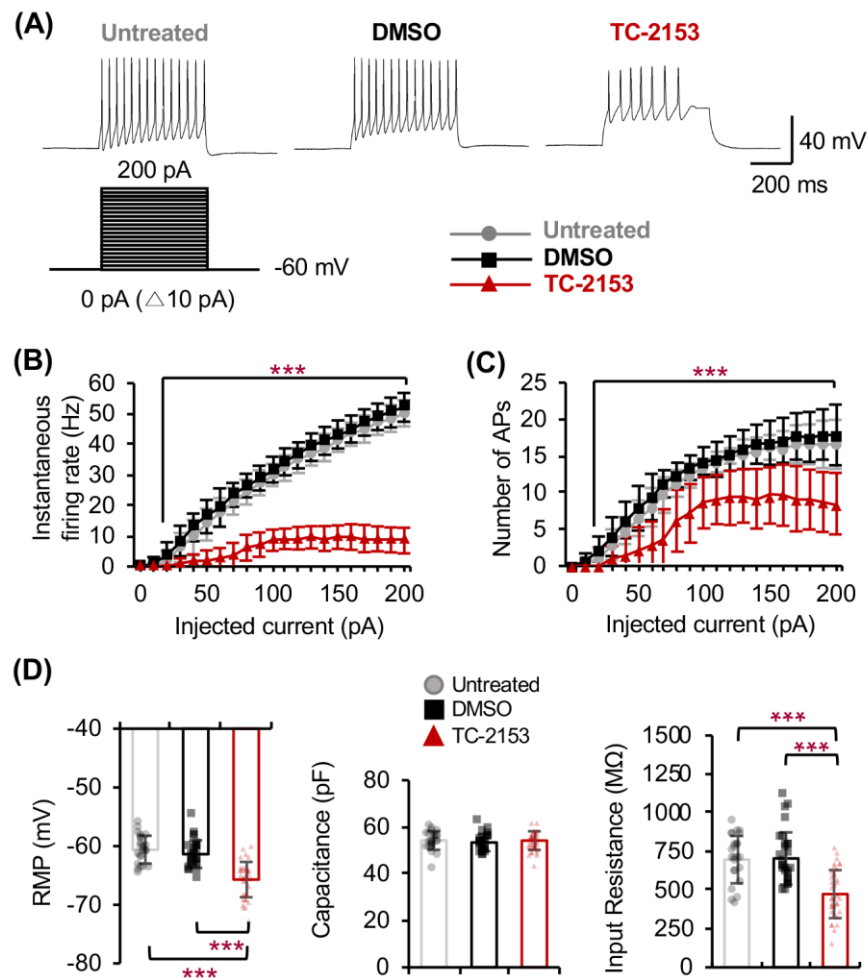 (A)
Untreated DMSO TC-2153
200 pA
40 mV
200 ms
-60 mV
0 pA (△10 pA)
Untreated
DMSO
TC-2153
(B)
***
Instantaneous
firing rate (Hz)
60
50
40
30
20
10
0
0 50 100 150 200
Injected current (pA)
(C)
***
Number of APs
25
20
15
10
5
0
0 50 100 150 200
Injected current (pA)
(D)
Untreated
DMSO
TC-2153
RMP (mV)
-40
-50
-60
-70
-80
***
***
Capacitance (pF)
80
60
40
20
0
Input Resistance (MΩ)
1500
1250
1000
750
500
250
0
***
***